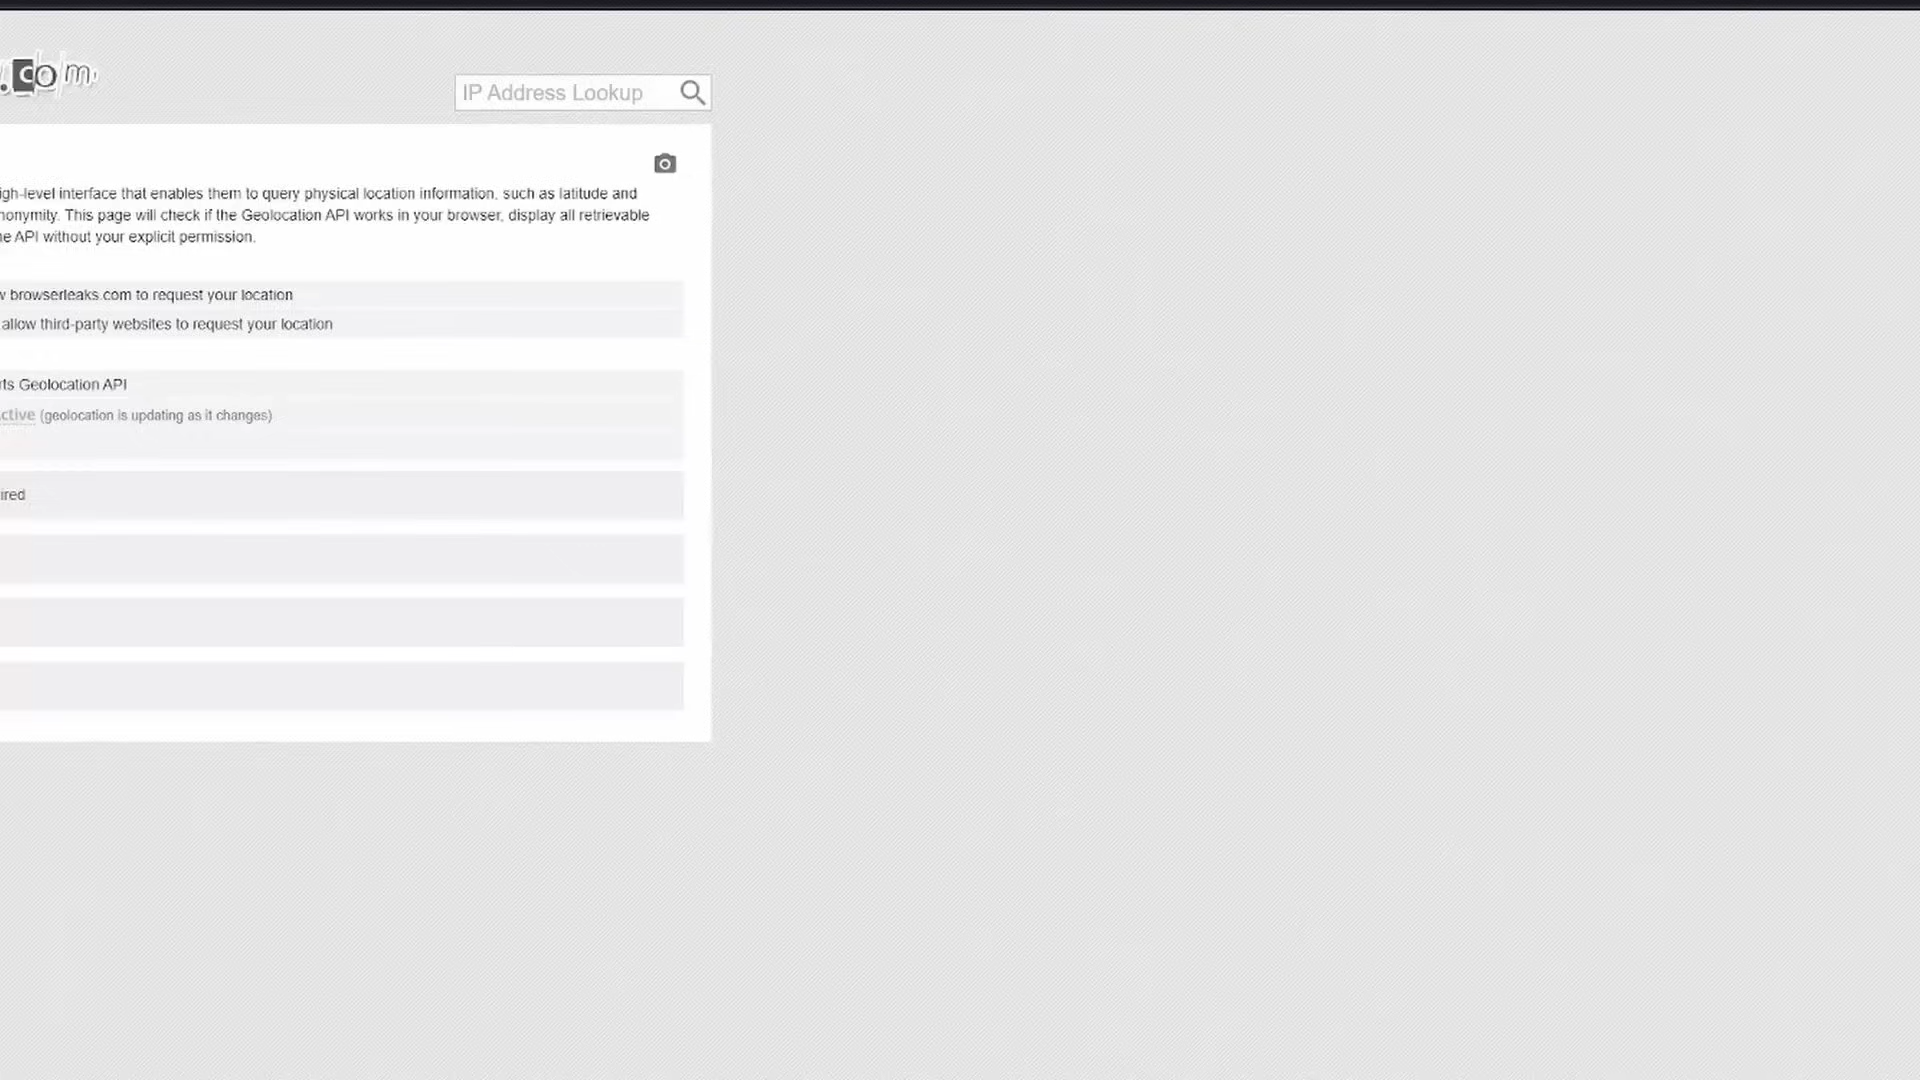 .com
IP Address Lookup
igh-level interface that enables them to query physical location information, such as latitude and
nonymity. This page will check if the Geolocation API works in your browser, display all retrievable
he API without your explicit permission.
w browserleaks.com to request your location
allow third-party websites to request your location
rts Geolocation API
ctive (geolocation is updating as it changes)
ired